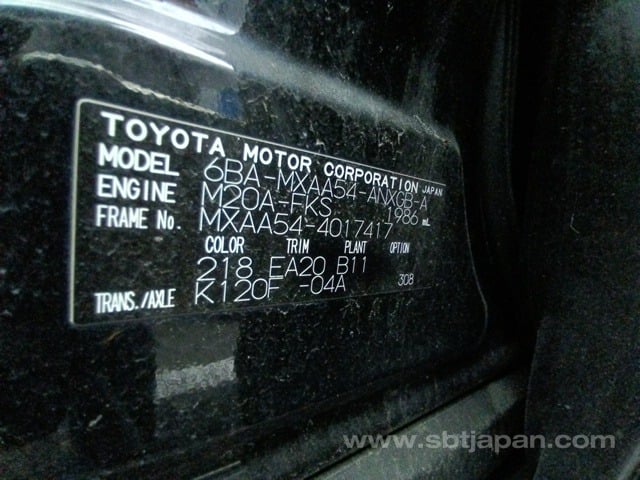 TOYOTA MOTOR CORPORATION JAPAN
MODEL 6BA-MXAA54-ANXGB-A
ENGINE M20A-FKS 1986 mL
FRAME No. MXAA54-4017417
COLOR TRIM PLANT OPTION
218 EA20 B11
TRANS./AXLE K120F -04A 308
www.sbtjapan.com